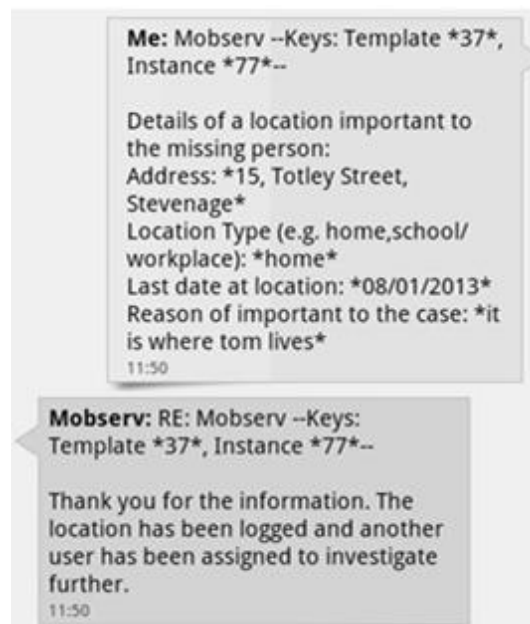 Me: Mobserv --Keys: Template *37*,
Instance *77*--
Details of a location important to
the missing person:
Address: *15, Totley Street,
Stevenage*
Location Type (e.g. home,school/
workplace): *home*
Last date at location: *08/01/2013*
Reason of important to the case: *it
is where tom lives*
11:50
Mobserv: RE: Mobserv --Keys:
Template *37*, Instance *77*--
Thank you for the information. The
location has been logged and another
user has been assigned to investigate
further.
11:50